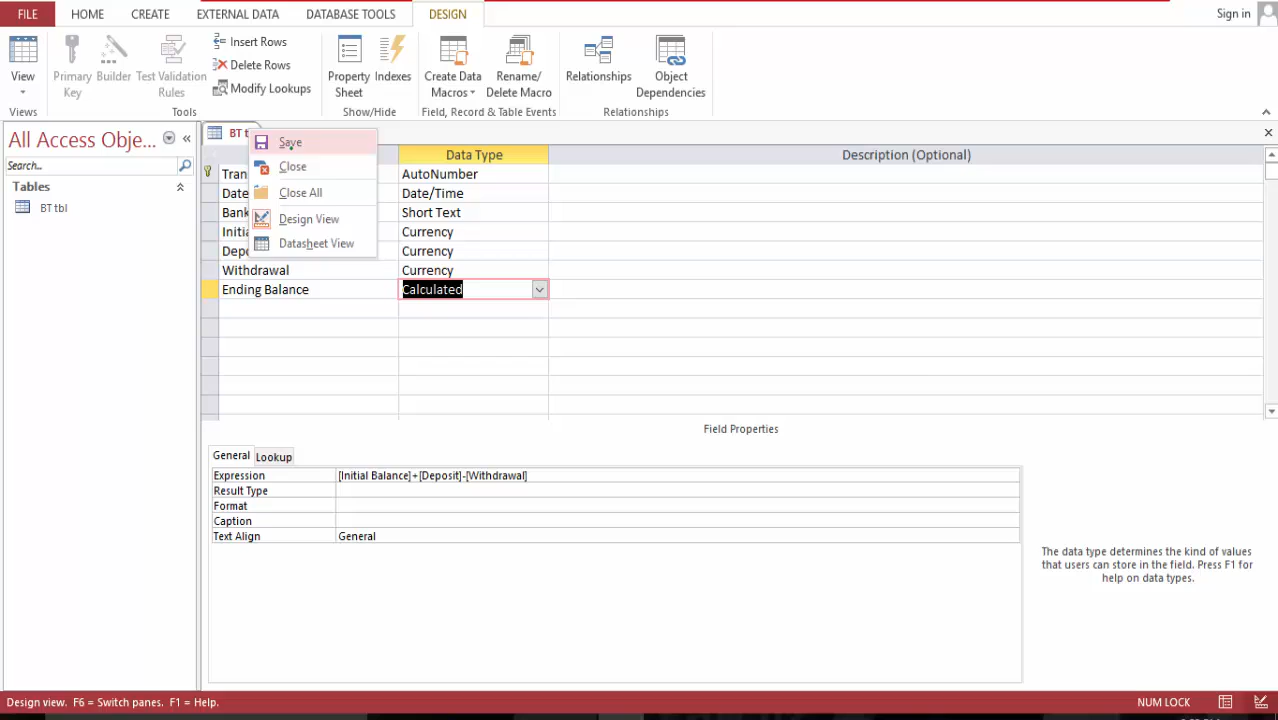 FILE HOME CREATE EXTERNAL DATA DATABASE TOOLS DESIGN Sign in
View
Views
Primary Key
Builder
Test Validation Rules
Insert Rows
Delete Rows
Modify Lookups
Tools
Property Sheet
Indexes
Show/Hide
Create Data Macros
Rename/ Delete Macro
Field, Record & Table Events
Relationships
Object Dependencies
Relationships
All Access Obje...
Search...
Tables
BT tbl
BT t
Save
Close
Close All
Design View
Datasheet View
Data Type Description (Optional)
Tran AutoNumber
Date Date/Time
Bank Short Text
Initia Currency
Depo Currency
Withdrawal Currency
Ending Balance Calculated
Field Properties
General Lookup
Expression [Initial Balance]+[Deposit]-[Withdrawal]
Result Type
Format
Caption
Text Align General
The data type determines the kind of values
that users can store in the field. Press F1 for
help on data types.
Design view. F6 = Switch panes. F1 = Help. NUM LOCK